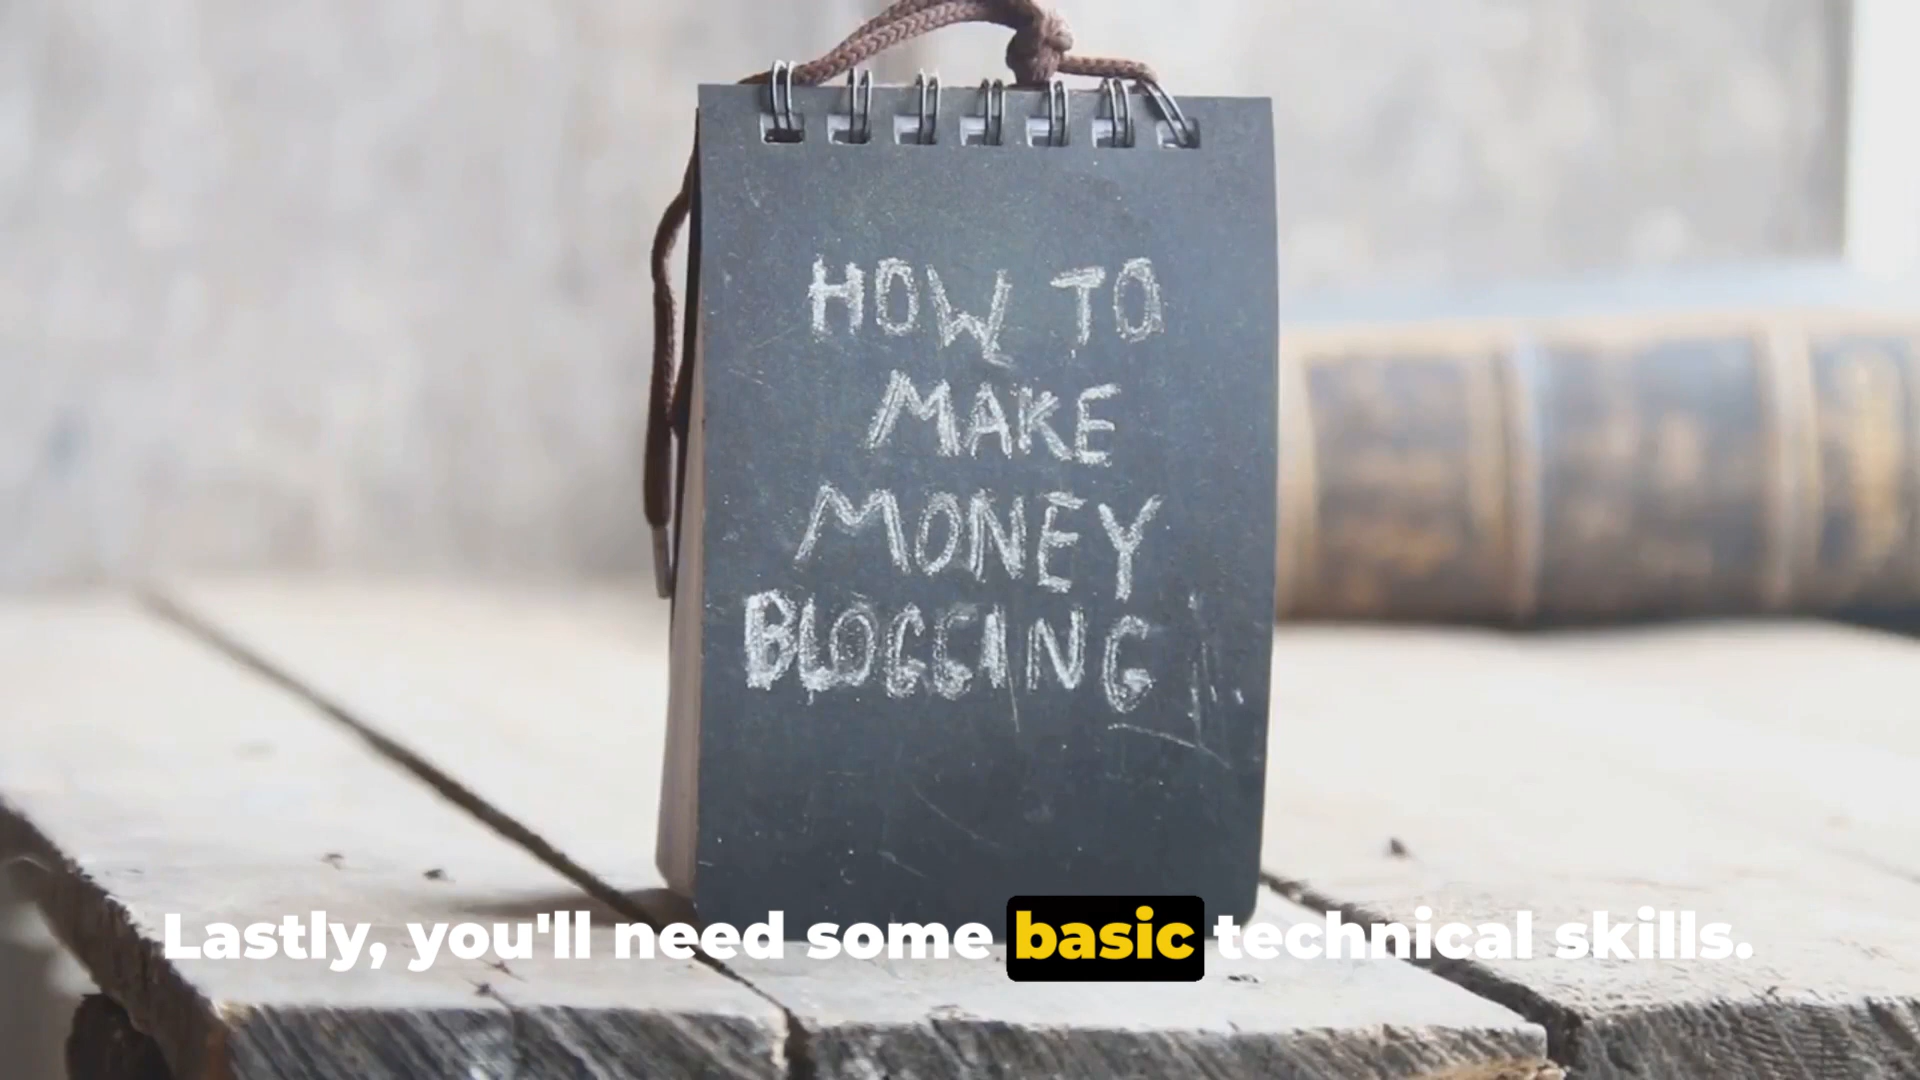 HOW TO
MAKE
MONEY
BLOGGING
Lastly, you'll need some basic technical skills.